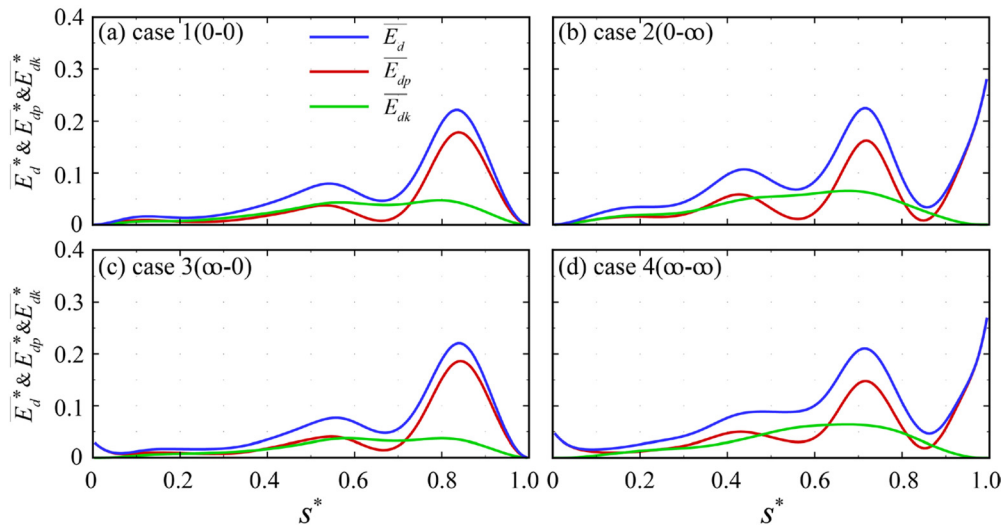 0.4
(a) case 1(0-0)
(b) case 2(0-∞)
0.3
0.2
0.1
0
E_d
E_dp
E_dk
E_d* & E_dp* & E_dk*
0.4
(c) case 3(∞-0)
(d) case 4(∞-∞)
0.3
0.2
0.1
0
E_d* & E_dp* & E_dk*
0 0.2 0.4 0.6 0.8 1.0 0.2 0.4 0.6 0.8 1.0
s* s*